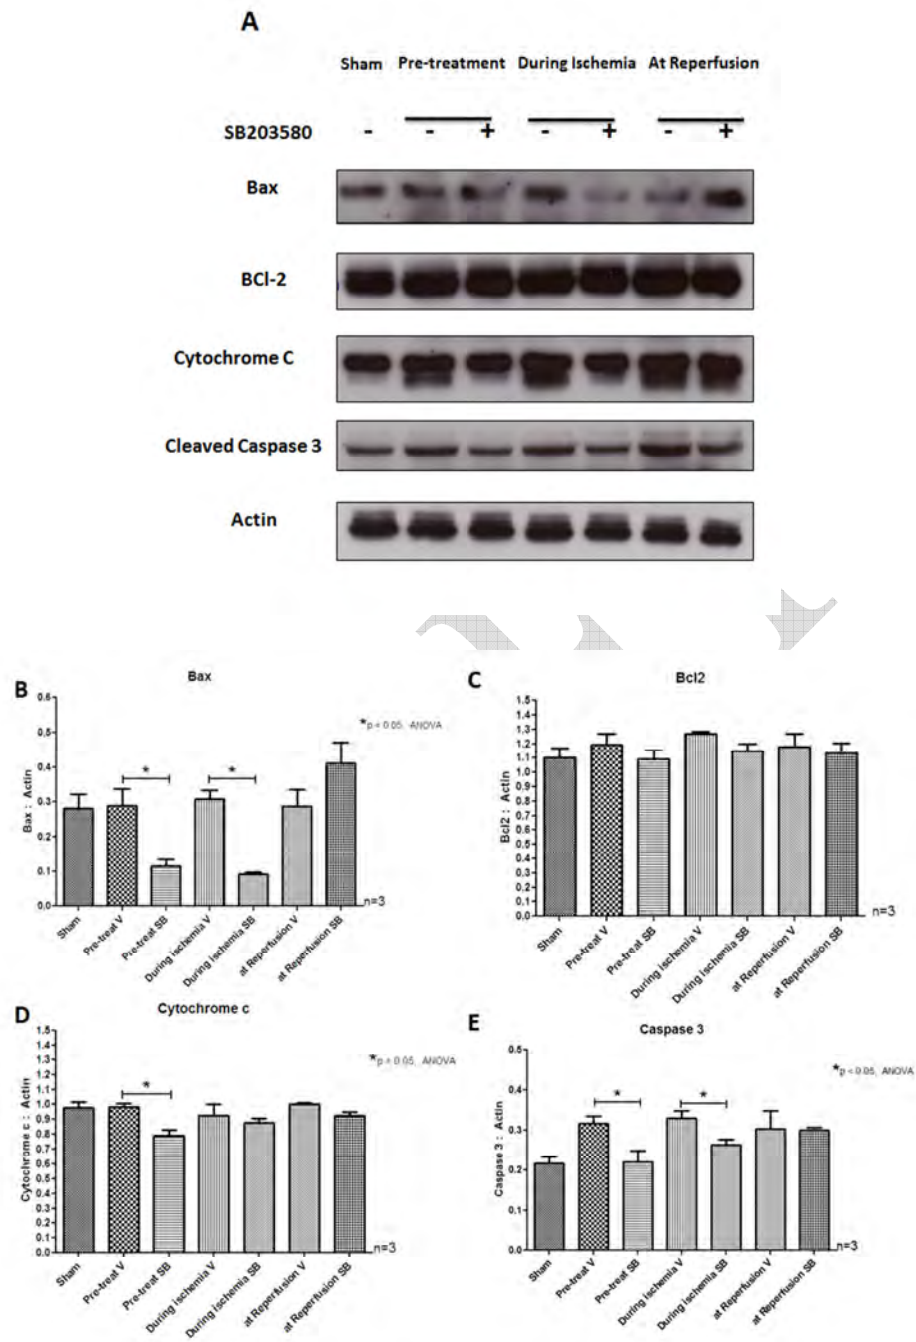 A
Sham Pre-treatment During Ischemia At Reperfusion
SB203580 - - + - + - +
Bax
BCl-2
Cytochrome C
Cleaved Caspase 3
Actin
B
Bax
*p < 0.05, ANOVA
Bax : Actin
0.6
0.5
0.4
0.3
0.2
0.1
0.0
n=3
Sham
Pre-treat V
Pre-treat SB
During ischemia V
During ischemia SB
at Reperfusion V
at Reperfusion SB
* *
C
Bcl2
Bcl2 : Actin
1.5
1.4
1.3
1.2
1.1
1.0
0.9
0.8
0.7
0.6
0.5
0.4
0.3
0.2
0.1
0.0
n=3
Sham
Pre-treat V
Pre-treat SB
During ischemia V
During ischemia SB
at Reperfusion V
at Reperfusion SB
D
Cytochrome c
*p < 0.05, ANOVA
Cytochrome c : Actin
1.5
1.4
1.3
1.2
1.1
1.0
0.9
0.8
0.7
0.6
0.5
0.4
0.3
0.2
0.1
0.0
n=3
Sham
Pre-treat V
Pre-treat SB
During ischemia V
During ischemia SB
at Reperfusion V
at Reperfusion SB
*
E
Caspase 3
*p < 0.05, ANOVA
Caspase 3 : Actin
0.5
0.4
0.3
0.2
0.1
0.0
n=3
Sham
Pre-treat V
Pre-treat SB
During ischemia V
During ischemia SB
at Reperfusion V
at Reperfusion SB
* *